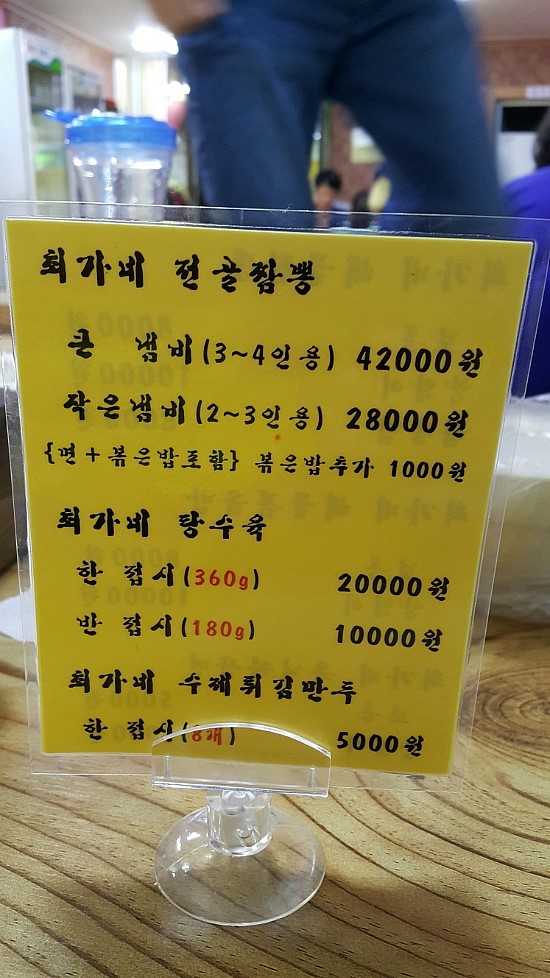 최가네 전골짬뽕
큰 냄비(3~4인용) 42000원
작은냄비(2~3인용) 28000원
{면+볶은밥포함} 볶은밥추가 1000원
최가네 탕수육
한 접시(360g) 20000원
반 접시(180g) 10000원
최가네 수제튀김만두
한 접시(8개) 5000원